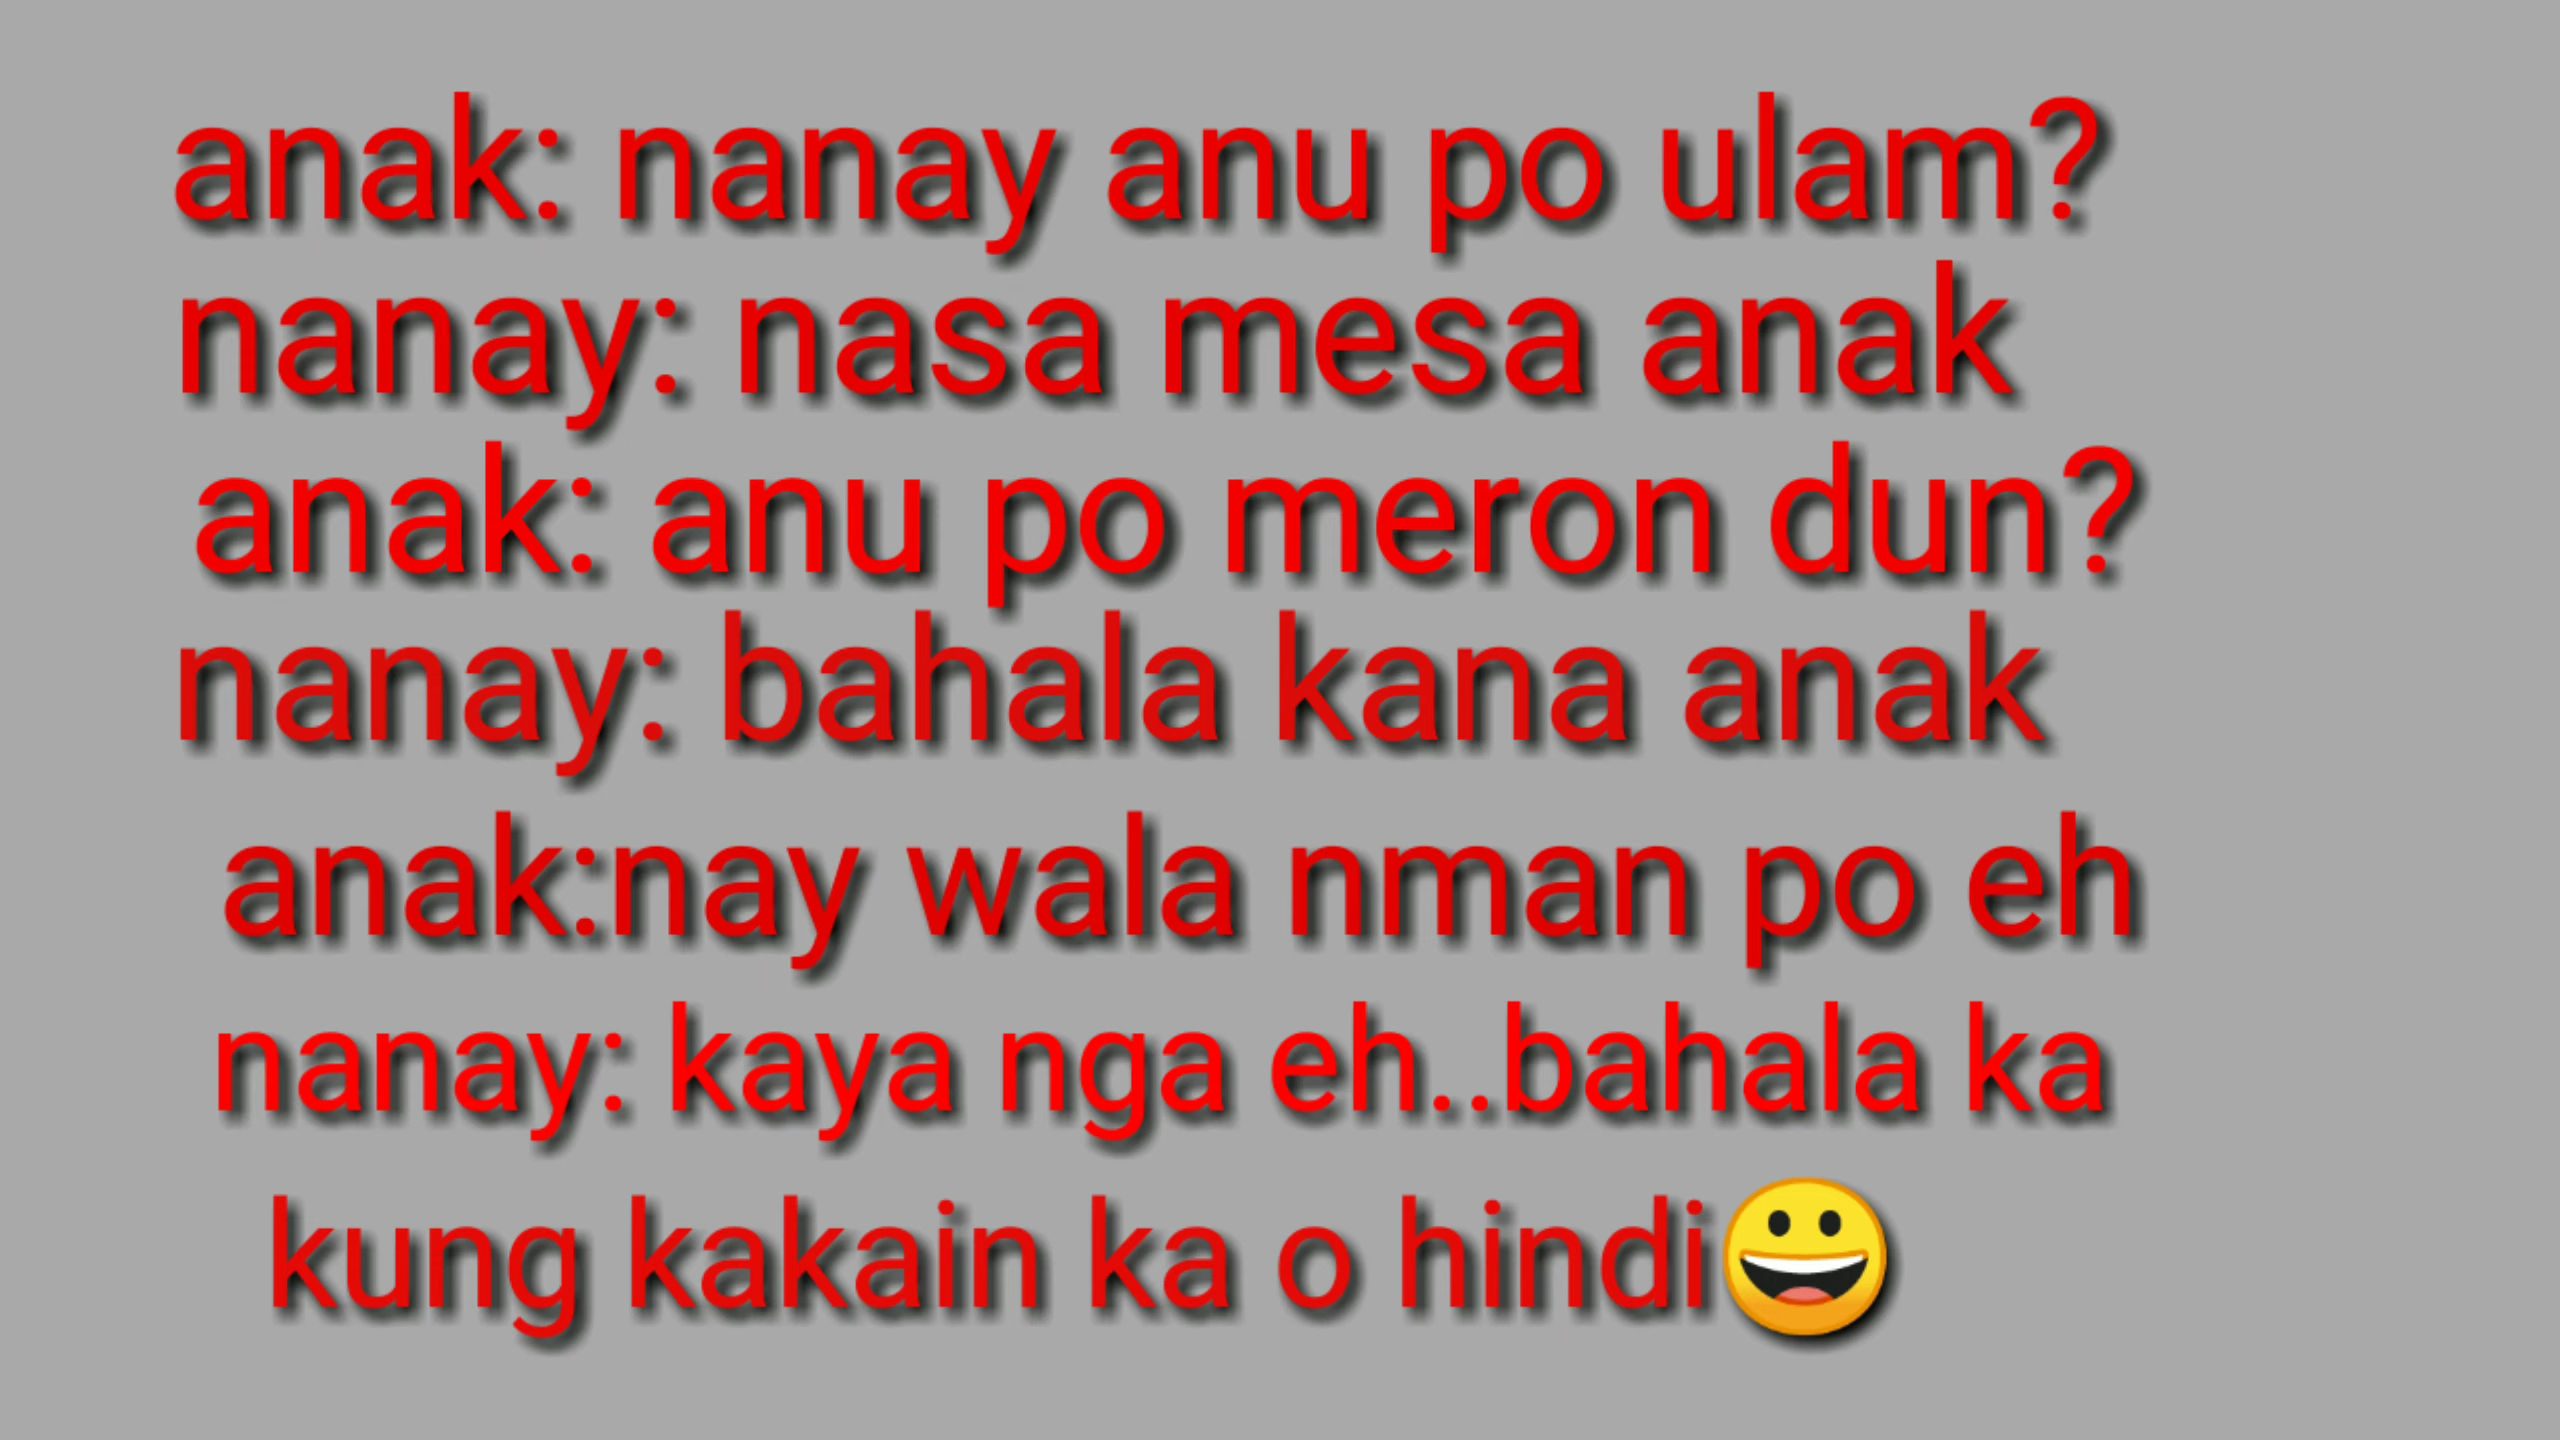 anak: nanay anu po ulam?
nanay: nasa mesa anak
anak: anu po meron dun?
nanay: bahala kana anak
anak:nay wala nman po eh
nanay: kaya nga eh..bahala ka
kung kakain ka o hindi😀